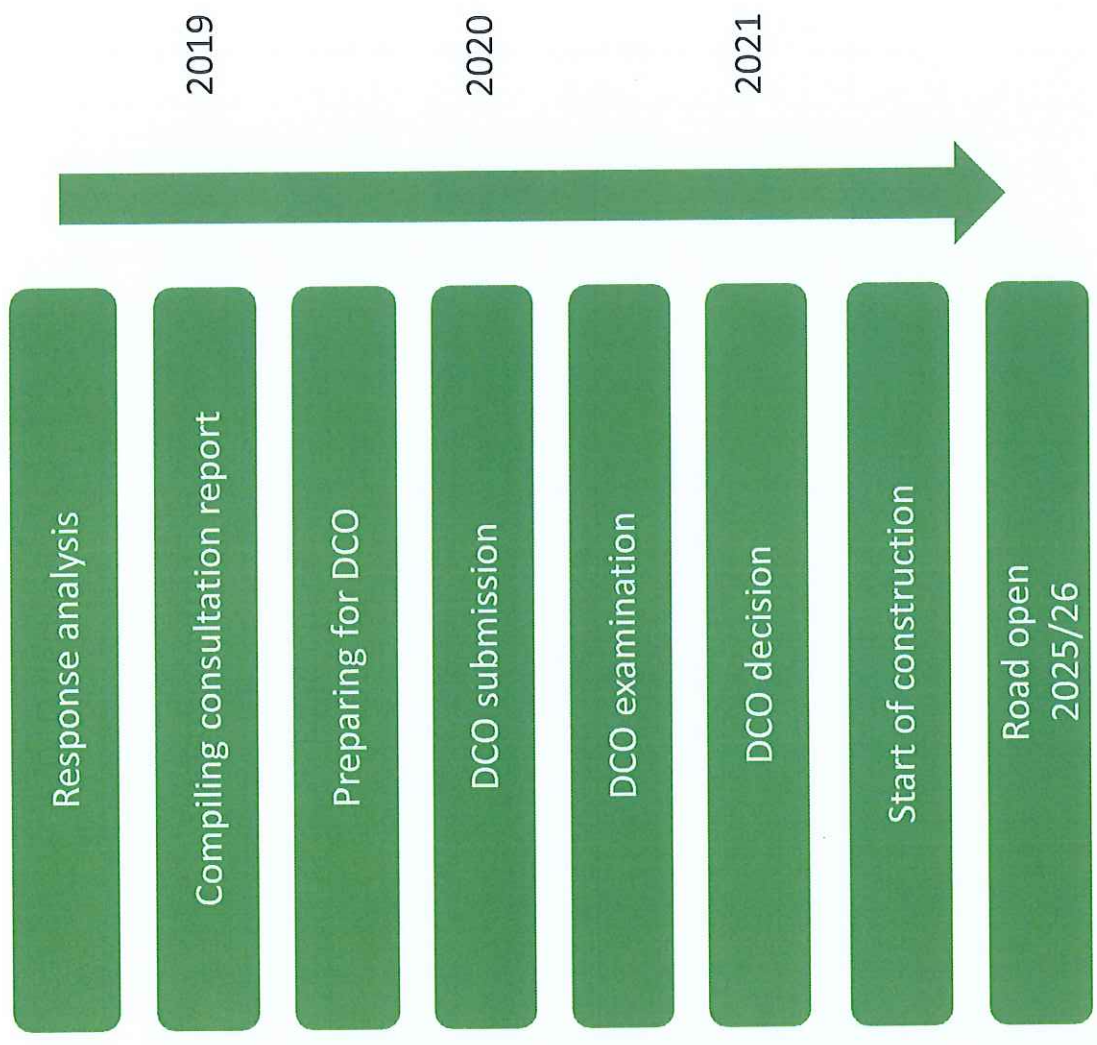 Response analysis
Compiling consultation report
2019
Preparing for DCO
DCO submission
2020
DCO examination
DCO decision
2021
Start of construction
Road open
2025/26